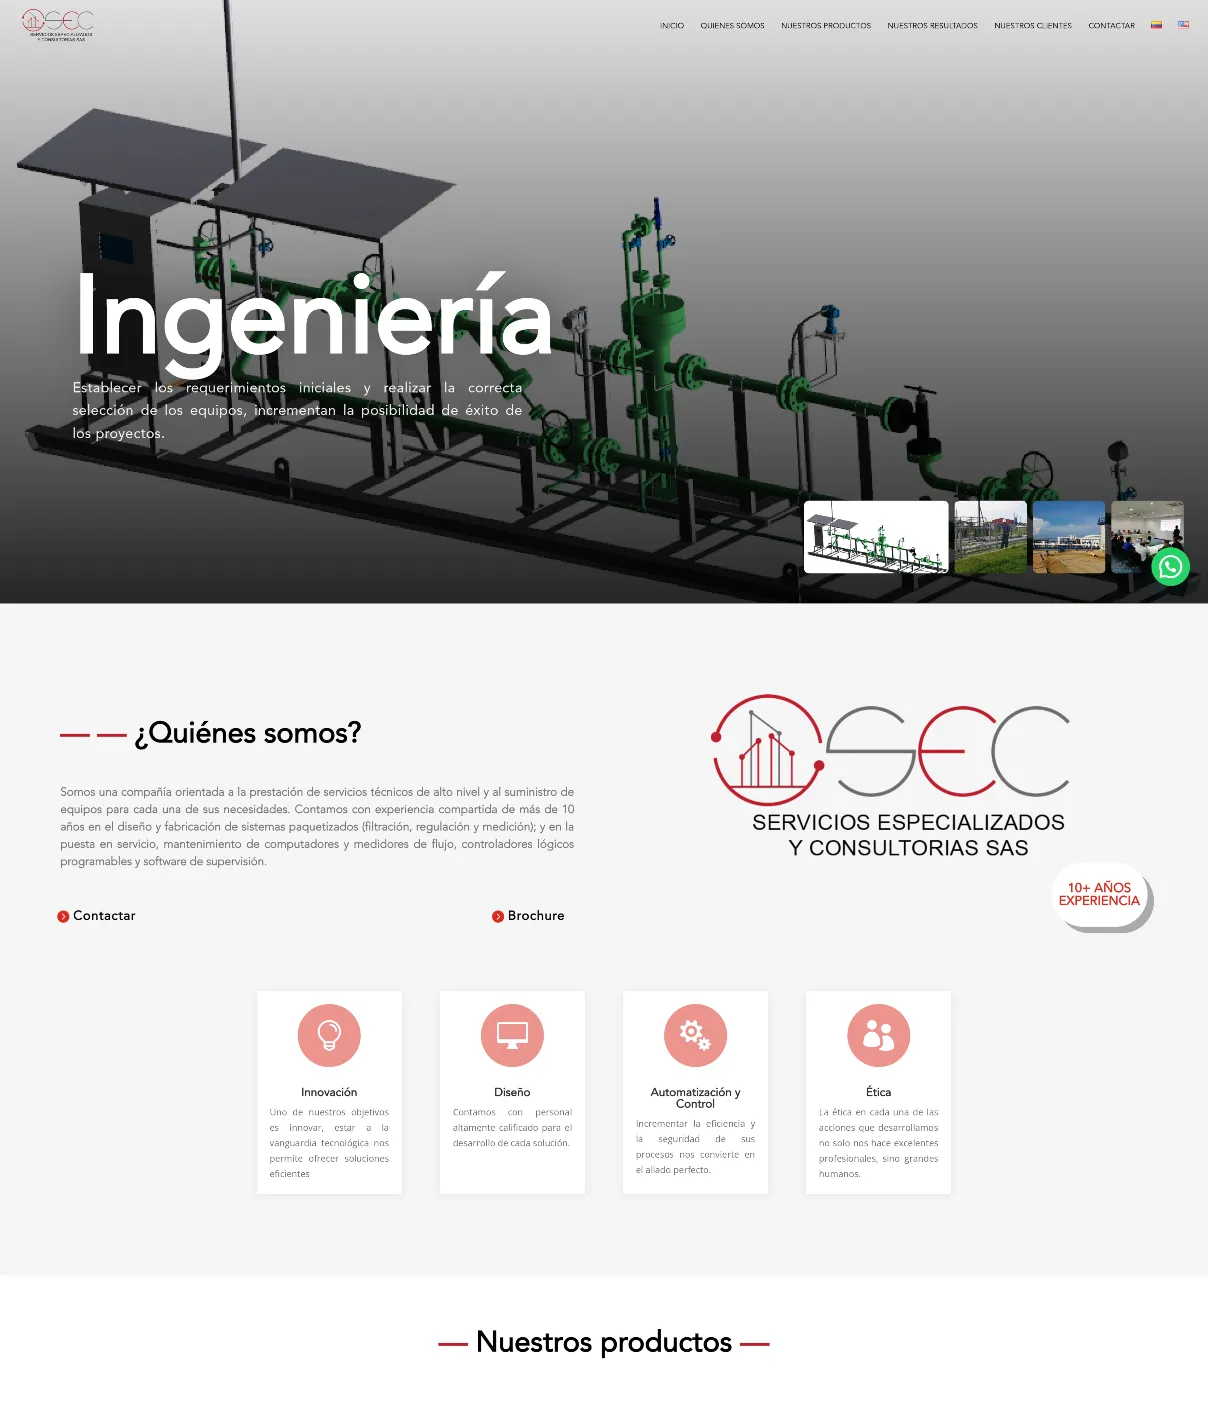 OSEC
SERVICIOS ESPECIALIZADOS
Y CONSULTORIAS SAS
INICIO QUIENES SOMOS NUESTROS PRODUCTOS NUESTROS RESULTADOS NUESTROS CLIENTES CONTACTAR
Ingeniería
Establecer los requerimientos iniciales y realizar la correcta
selección de los equipos, incrementan la posibilidad de éxito de
los proyectos.
¿Quiénes somos?
Somos una compañía orientada a la prestación de servicios técnicos de alto nivel y al suministro de
equipos para cada una de sus necesidades. Contamos con experiencia compartida de más de 10
años en el diseño y fabricación de sistemas paquetizados (filtración, regulación y medición); y en la
puesta en servicio, mantenimiento de computadores y medidores de flujo, controladores lógicos
programables y software de supervisión.
Contactar
Brochure
OSEC
SERVICIOS ESPECIALIZADOS
Y CONSULTORIAS SAS
10+ AÑOS
EXPERIENCIA
Innovación
Uno de nuestros objetivos
es innovar, estar a la
vanguardia tecnológica nos
permite ofrecer soluciones
eficientes
Diseño
Contamos con personal
altamente calificado para el
desarrollo de cada solución.
Automatización y
Control
Incrementar la eficiencia y
la seguridad de sus
procesos nos convierte en
el aliado perfecto.
Ética
La ética en cada una de las
acciones que desarrollamos
no solo nos hace excelentes
profesionales, sino grandes
humanos.
Nuestros productos